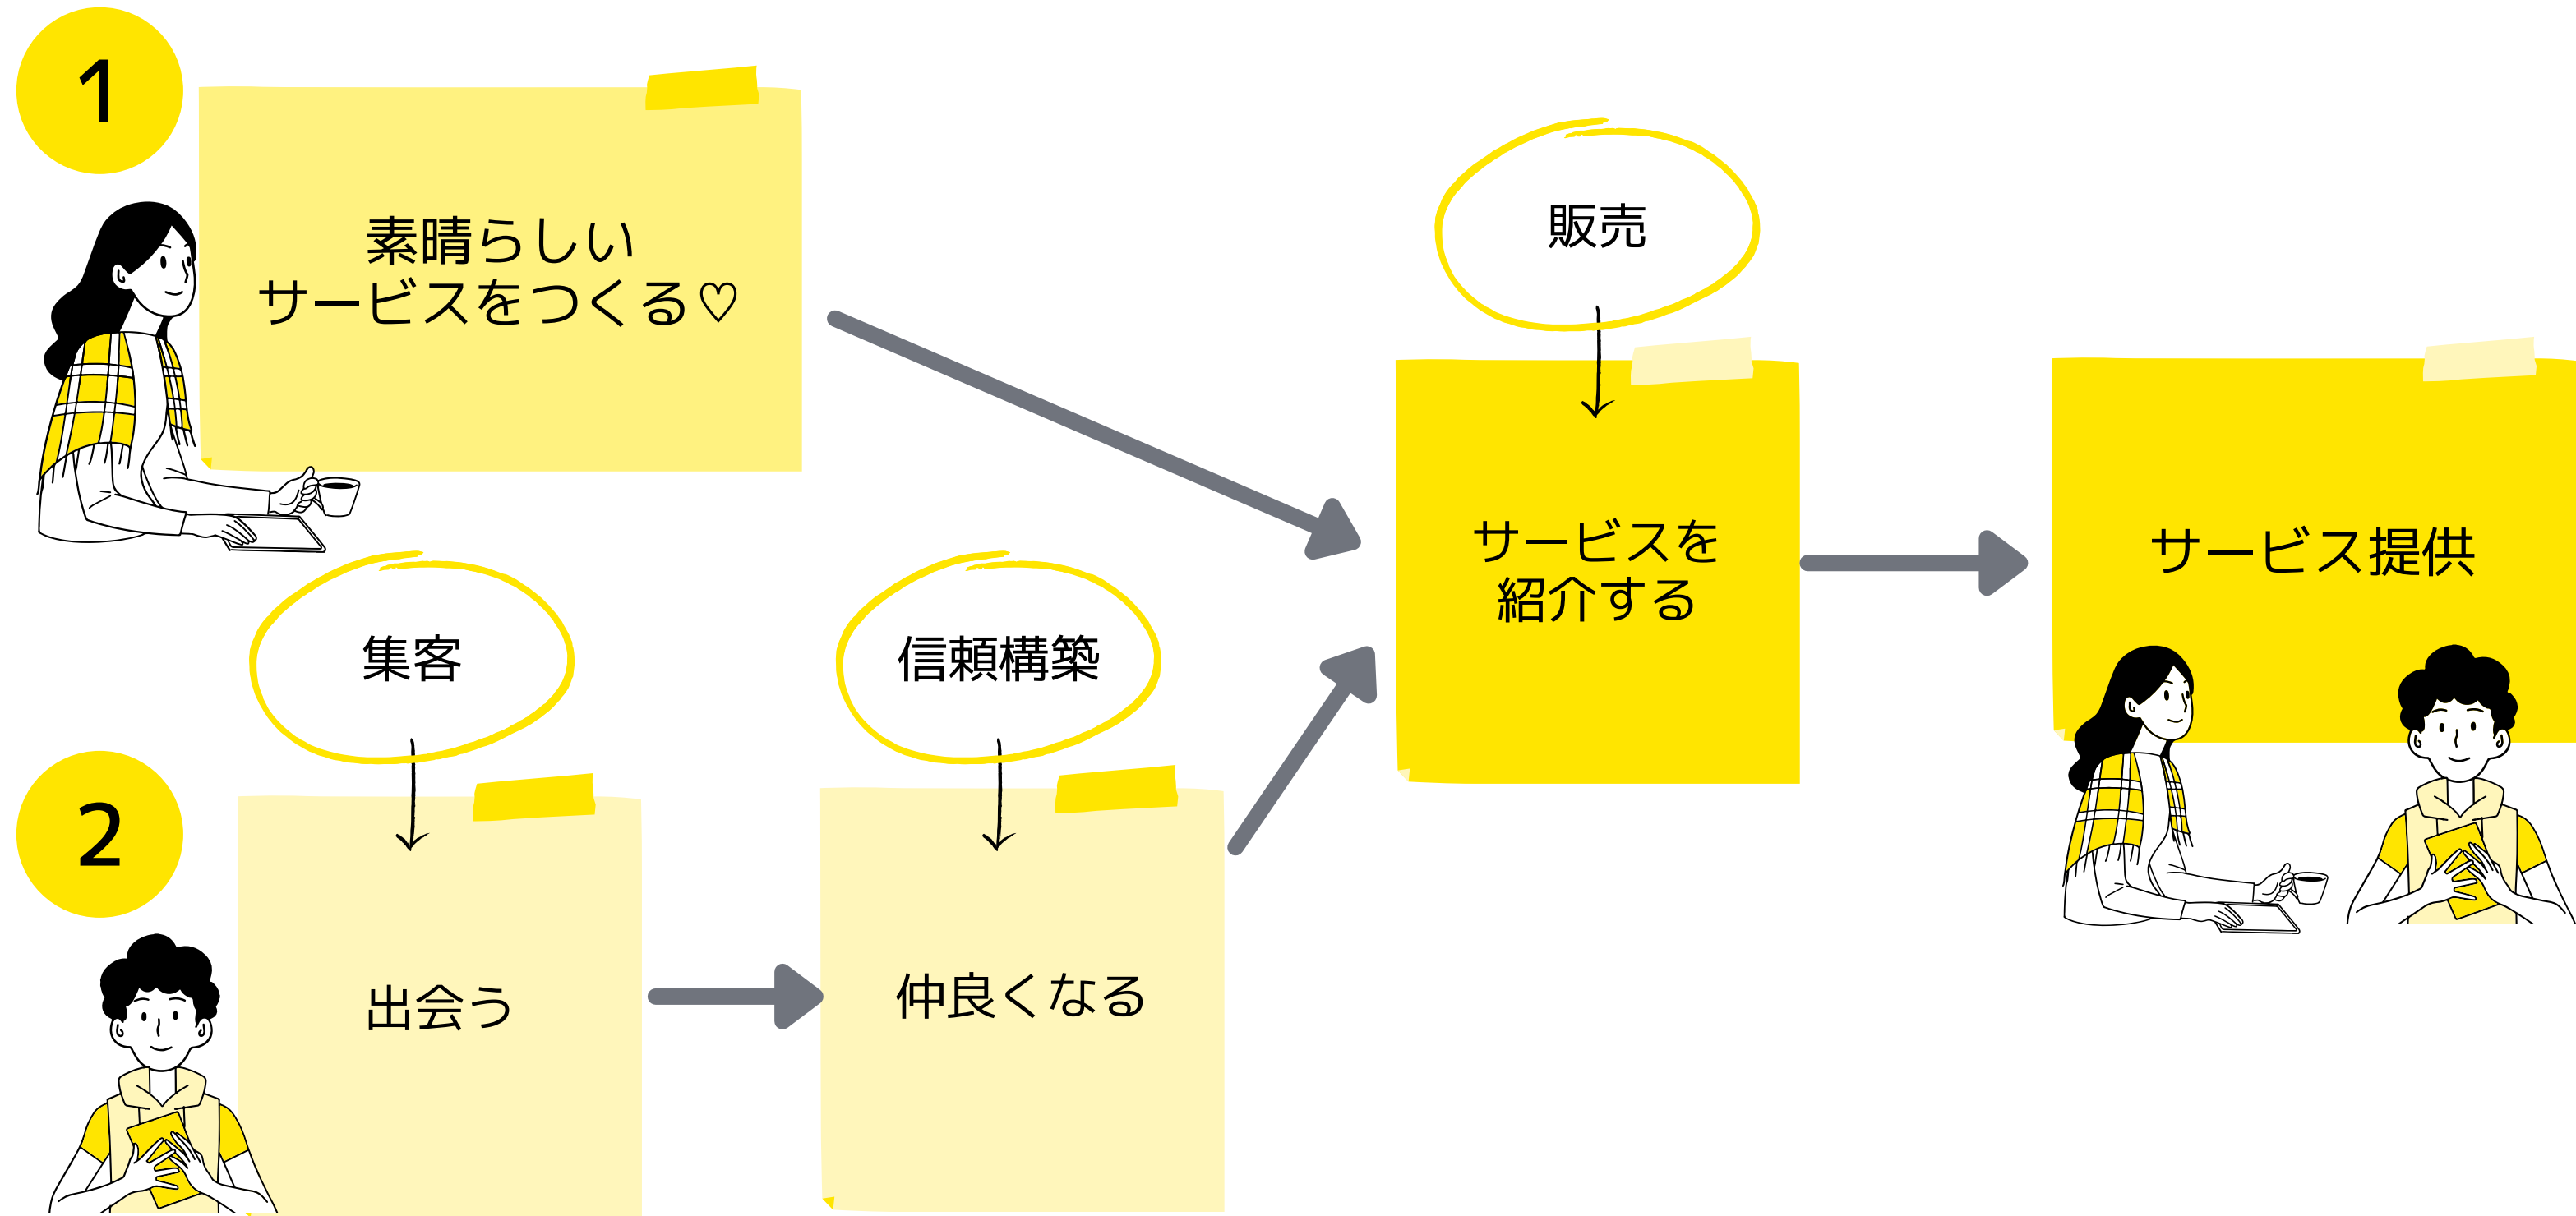 1
素晴らしい
サービスをつくる♡
販売
サービスを
紹介する
サービス提供
2
集客
出会う
信頼構築
仲良くなる